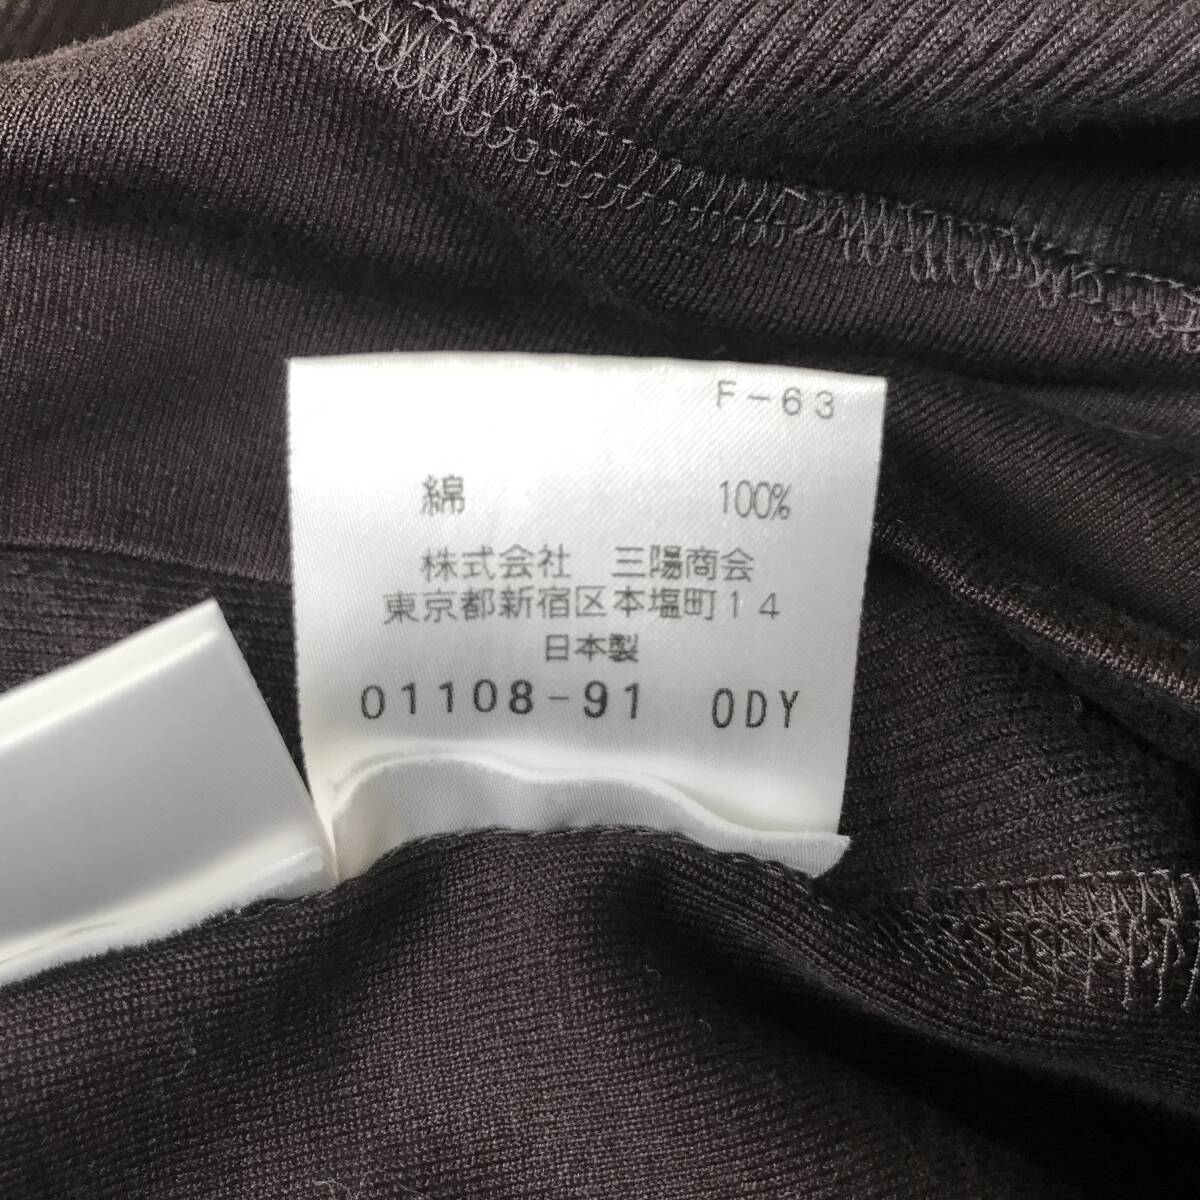 F-63
綿 100%
株式会社 三陽商会
東京都新宿区本塩町14
日本製
01108-91 0DY